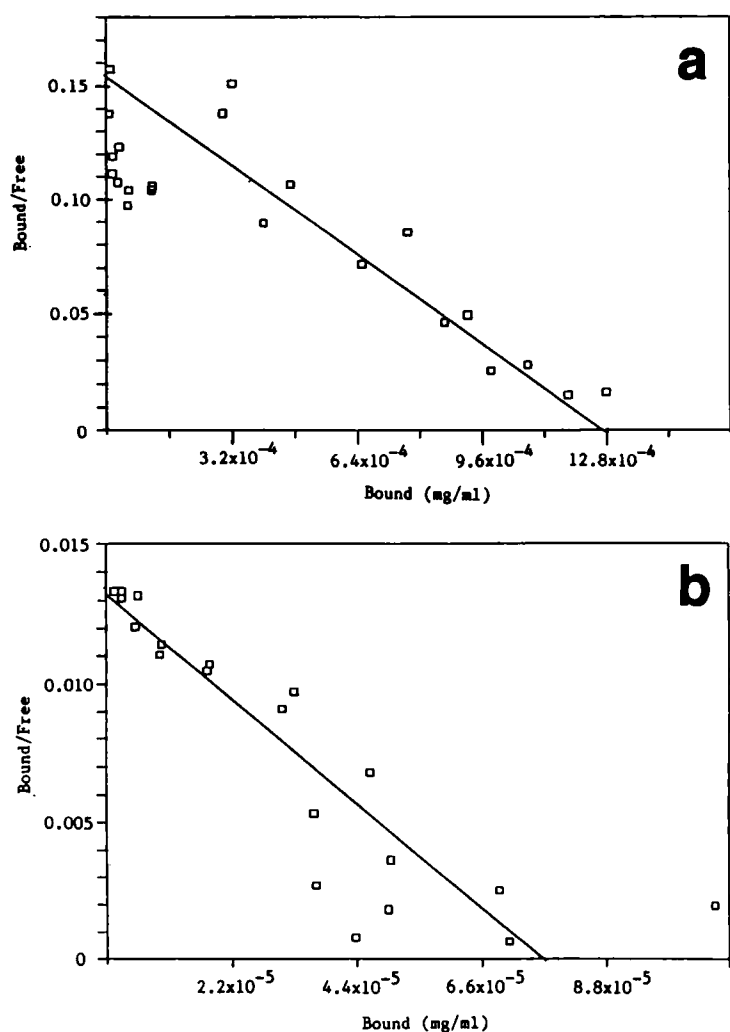 a
0.15
0.10
0.05
0
Bound/Free
3.2x10⁻⁴
6.4x10⁻⁴
9.6x10⁻⁴
12.8x10⁻⁴
Bound (mg/ml)
b
0.015
0.010
0.005
0
Bound/Free
2.2x10⁻⁵
4.4x10⁻⁵
6.6x10⁻⁵
8.8x10⁻⁵
Bound (mg/ml)